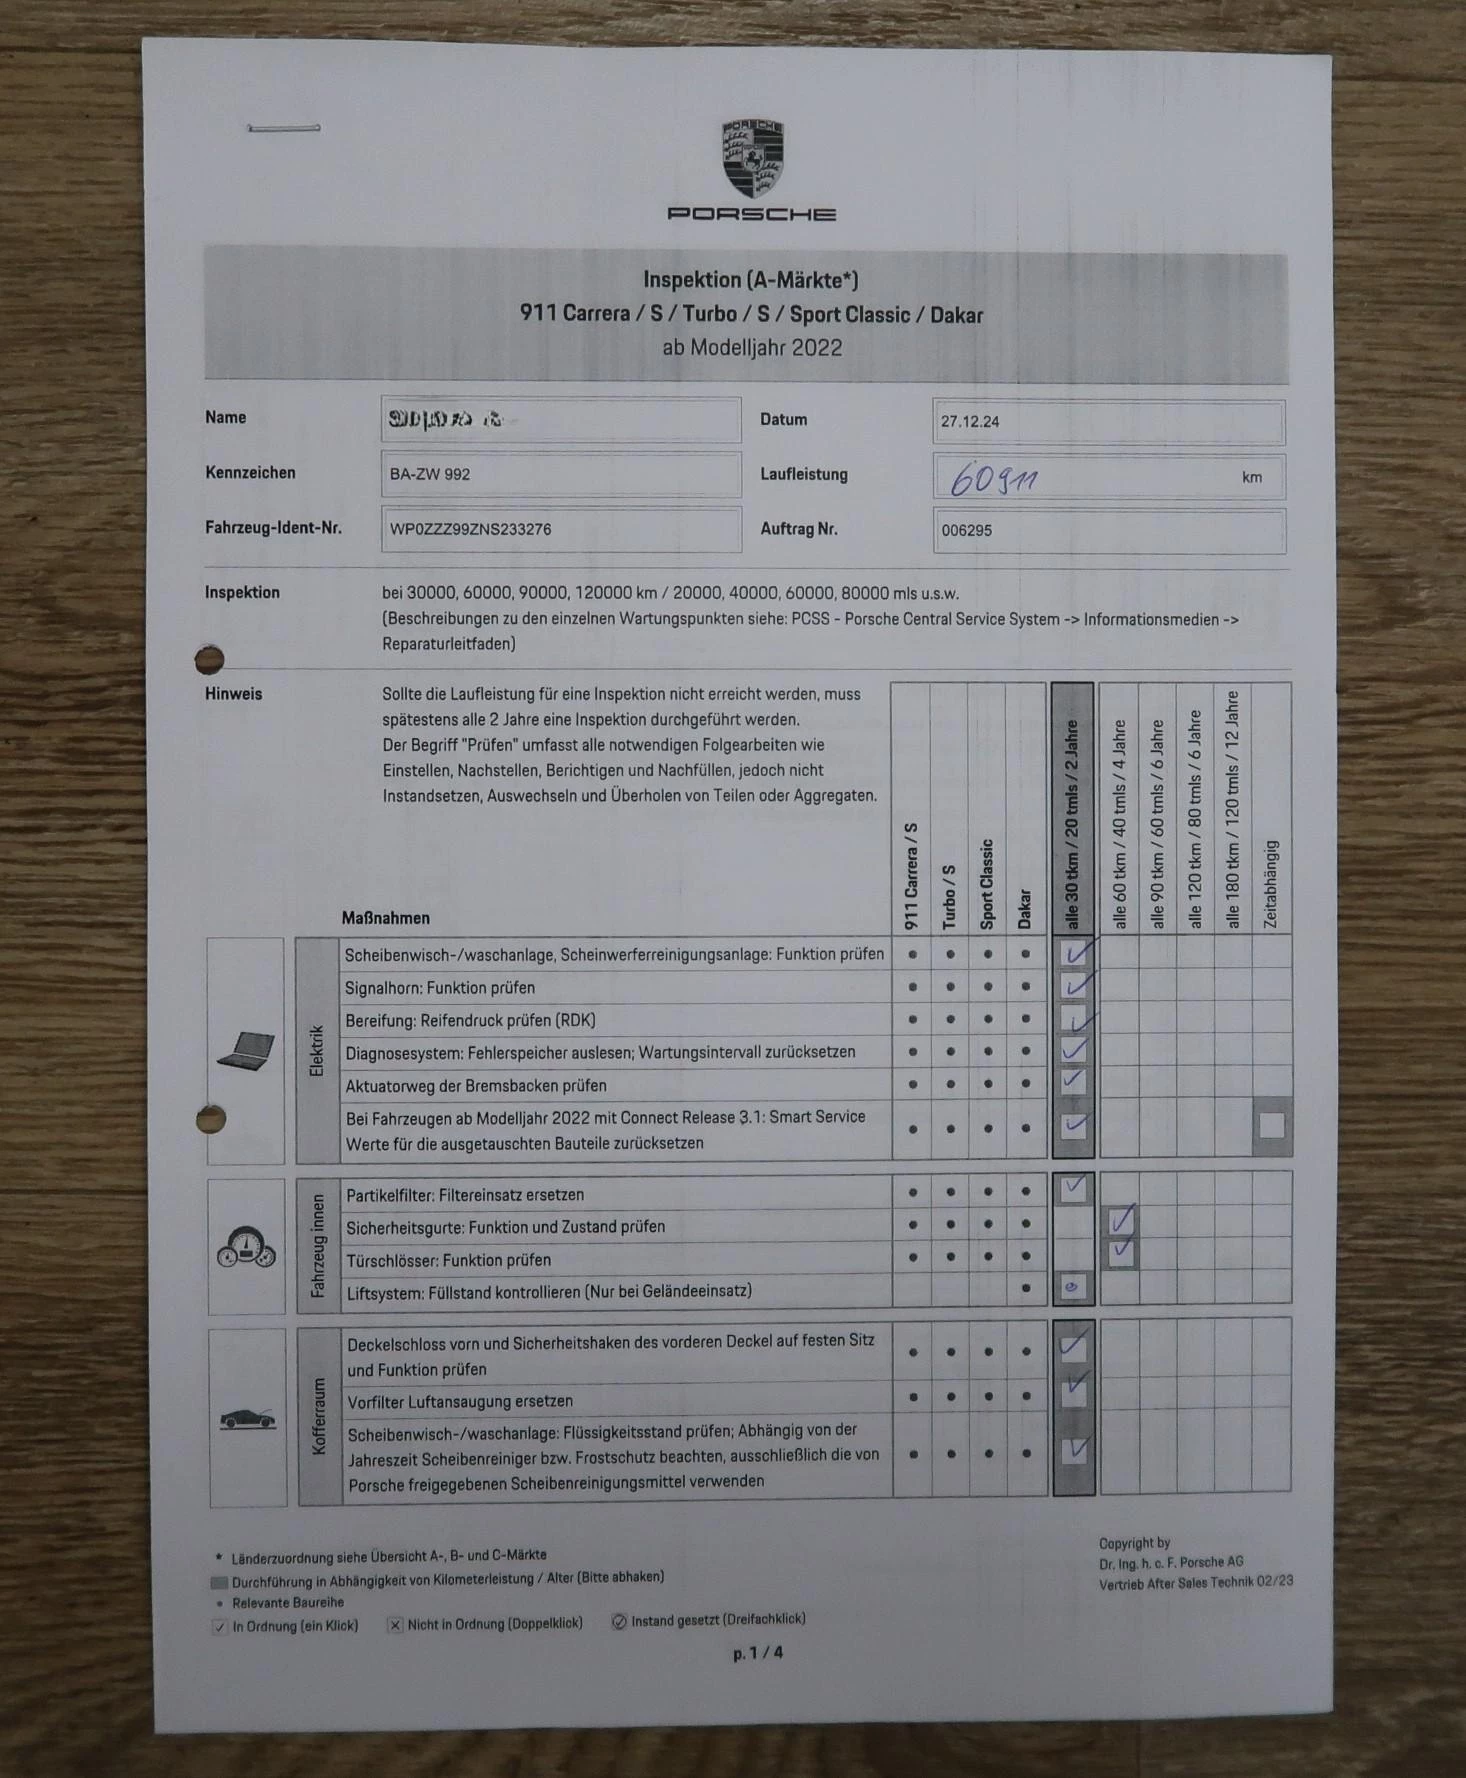 PORSCHE
PORSCHE
Inspektion (A-Märkte*)
911 Carrera / S / Turbo / S / Sport Classic / Dakar
ab Modelljahr 2022
Name
Datum 27.12.24
Kennzeichen BA-ZW 992
Laufleistung 60911 km
Fahrzeug-Ident-Nr. WP0ZZZ99ZNS233276
Auftrag Nr. 006295
Inspektion bei 30000, 60000, 90000, 120000 km / 20000, 40000, 60000, 80000 mls u.s.w.
(Beschreibungen zu den einzelnen Wartungspunkten siehe: PCSS - Porsche Central Service System -> Informationsmedien ->
Reparaturleitfaden)
Hinweis Sollte die Laufleistung für eine Inspektion nicht erreicht werden, muss
spätestens alle 2 Jahre eine Inspektion durchgeführt werden.
Der Begriff "Prüfen" umfasst alle notwendigen Folgearbeiten wie
Einstellen, Nachstellen, Berichtigen und Nachfüllen, jedoch nicht
Instandsetzen, Auswechseln und Überholen von Teilen oder Aggregaten.
Maßnahmen
911 Carrera / S
Turbo / S
Sport Classic
Dakar
alle 30 tkm / 20 tmls / 2 Jahre
alle 60 tkm / 40 tmls / 4 Jahre
alle 90 tkm / 60 tmls / 6 Jahre
alle 120 tkm / 80 tmls / 6 Jahre
alle 180 tkm / 120 tmls / 12 Jahre
Zeitabhängig
Elektrik
Scheibenwisch-/waschanlage, Scheinwerferreinigungsanlage: Funktion prüfen
Signalhorn: Funktion prüfen
Bereifung: Reifendruck prüfen (RDK)
Diagnosesystem: Fehlerspeicher auslesen; Wartungsintervall zurücksetzen
Aktuatorweg der Bremsbacken prüfen
Bei Fahrzeugen ab Modelljahr 2022 mit Connect Release 3.1: Smart Service
Werte für die ausgetauschten Bauteile zurücksetzen
Fahrzeug innen
Partikelfilter: Filtereinsatz ersetzen
Sicherheitsgurte: Funktion und Zustand prüfen
Türschlösser: Funktion prüfen
Liftsystem: Füllstand kontrollieren (Nur bei Geländeeinsatz)
Kofferraum
Deckelschloss vorn und Sicherheitshaken des vorderen Deckel auf festen Sitz
und Funktion prüfen
Vorfilter Luftansaugung ersetzen
Scheibenwisch-/waschanlage: Flüssigkeitsstand prüfen; Abhängig von der
Jahreszeit Scheibenreiniger bzw. Frostschutz beachten, ausschließlich die von
Porsche freigegebenen Scheibenreinigungsmittel verwenden
* Länderzuordnung siehe Übersicht A-, B- und C-Märkte
Durchführung in Abhängigkeit von Kilometerleistung / Alter (Bitte abhaken)
• Relevante Baureihe
In Ordnung (ein Klick) Nicht in Ordnung (Doppelklick) Instand gesetzt (Dreifachklick)
Copyright by
Dr. Ing. h. c. F. Porsche AG
Vertrieb After Sales Technik 02/23
p. 1 / 4